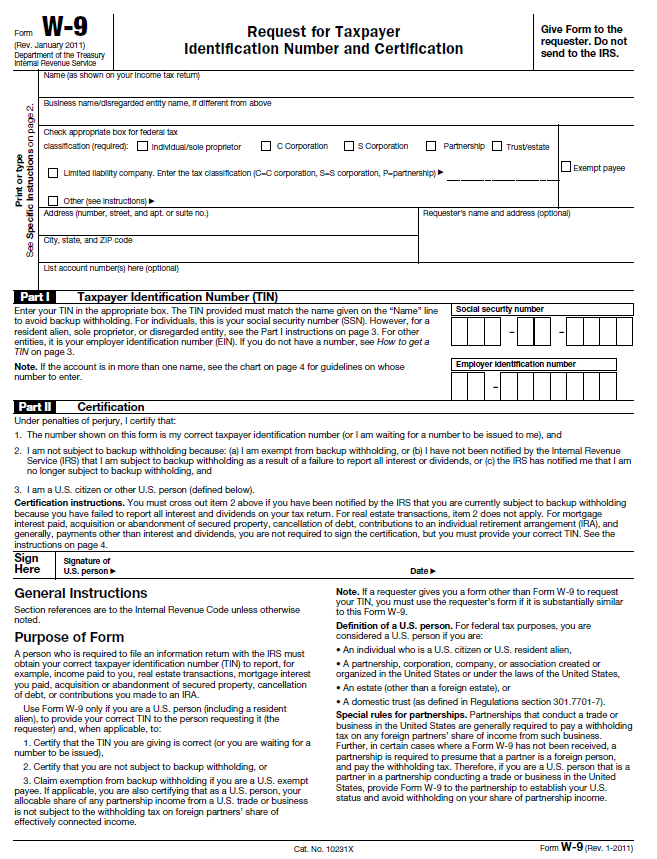 Form W-9
(Rev. January 2011)
Department of the Treasury
Internal Revenue Service
Request for Taxpayer
Identification Number and Certification
Give Form to the
requester. Do not
send to the IRS.
Print or type
See Specific Instructions on page 2.
Name (as shown on your income tax return)
Business name/disregarded entity name, if different from above
Check appropriate box for federal tax
classification (required): Individual/sole proprietor C Corporation S Corporation Partnership Trust/estate
Limited liability company. Enter the tax classification (C=C corporation, S=S corporation, P=partnership) ▶
Exempt payee
Other (see instructions) ▶
Address (number, street, and apt. or suite no.)
Requester's name and address (optional)
City, state, and ZIP code
List account number(s) here (optional)
Part I Taxpayer Identification Number (TIN)
Enter your TIN in the appropriate box. The TIN provided must match the name given on the “Name” line
to avoid backup withholding. For individuals, this is your social security number (SSN). However, for a
resident alien, sole proprietor, or disregarded entity, see the Part I instructions on page 3. For other
entities, it is your employer identification number (EIN). If you do not have a number, see How to get a
TIN on page 3.
Note. If the account is in more than one name, see the chart on page 4 for guidelines on whose
number to enter.
Social security number
– –
Employer identification number
–
Part II Certification
Under penalties of perjury, I certify that:
1. The number shown on this form is my correct taxpayer identification number (or I am waiting for a number to be issued to me), and
2. I am not subject to backup withholding because: (a) I am exempt from backup withholding, or (b) I have not been notified by the Internal Revenue
Service (IRS) that I am subject to backup withholding as a result of a failure to report all interest or dividends, or (c) the IRS has notified me that I am
no longer subject to backup withholding, and
3. I am a U.S. citizen or other U.S. person (defined below).
Certification instructions. You must cross out item 2 above if you have been notified by the IRS that you are currently subject to backup withholding
because you have failed to report all interest and dividends on your tax return. For real estate transactions, item 2 does not apply. For mortgage
interest paid, acquisition or abandonment of secured property, cancellation of debt, contributions to an individual retirement arrangement (IRA), and
generally, payments other than interest and dividends, you are not required to sign the certification, but you must provide your correct TIN. See the
instructions on page 4.
Sign
Here
Signature of
U.S. person ▶
Date ▶
General Instructions
Section references are to the Internal Revenue Code unless otherwise
noted.
Purpose of Form
A person who is required to file an information return with the IRS must
obtain your correct taxpayer identification number (TIN) to report, for
example, income paid to you, real estate transactions, mortgage interest
you paid, acquisition or abandonment of secured property, cancellation
of debt, or contributions you made to an IRA.
Use Form W-9 only if you are a U.S. person (including a resident
alien), to provide your correct TIN to the person requesting it (the
requester) and, when applicable, to:
1. Certify that the TIN you are giving is correct (or you are waiting for a
number to be issued),
2. Certify that you are not subject to backup withholding, or
3. Claim exemption from backup withholding if you are a U.S. exempt
payee. If applicable, you are also certifying that as a U.S. person, your
allocable share of any partnership income from a U.S. trade or business
is not subject to the withholding tax on foreign partners' share of
effectively connected income.
Note. If a requester gives you a form other than Form W-9 to request
your TIN, you must use the requester's form if it is substantially similar
to this Form W-9.
Definition of a U.S. person. For federal tax purposes, you are
considered a U.S. person if you are:
• An individual who is a U.S. citizen or U.S. resident alien,
• A partnership, corporation, company, or association created or
organized in the United States or under the laws of the United States,
• An estate (other than a foreign estate), or
• A domestic trust (as defined in Regulations section 301.7701-7).
Special rules for partnerships. Partnerships that conduct a trade or
business in the United States are generally required to pay a withholding
tax on any foreign partners' share of income from such business.
Further, in certain cases where a Form W-9 has not been received, a
partnership is required to presume that a partner is a foreign person,
and pay the withholding tax. Therefore, if you are a U.S. person that is a
partner in a partnership conducting a trade or business in the United
States, provide Form W-9 to the partnership to establish your U.S.
status and avoid withholding on your share of partnership income.
Cat. No. 10231X
Form W-9 (Rev. 1-2011)